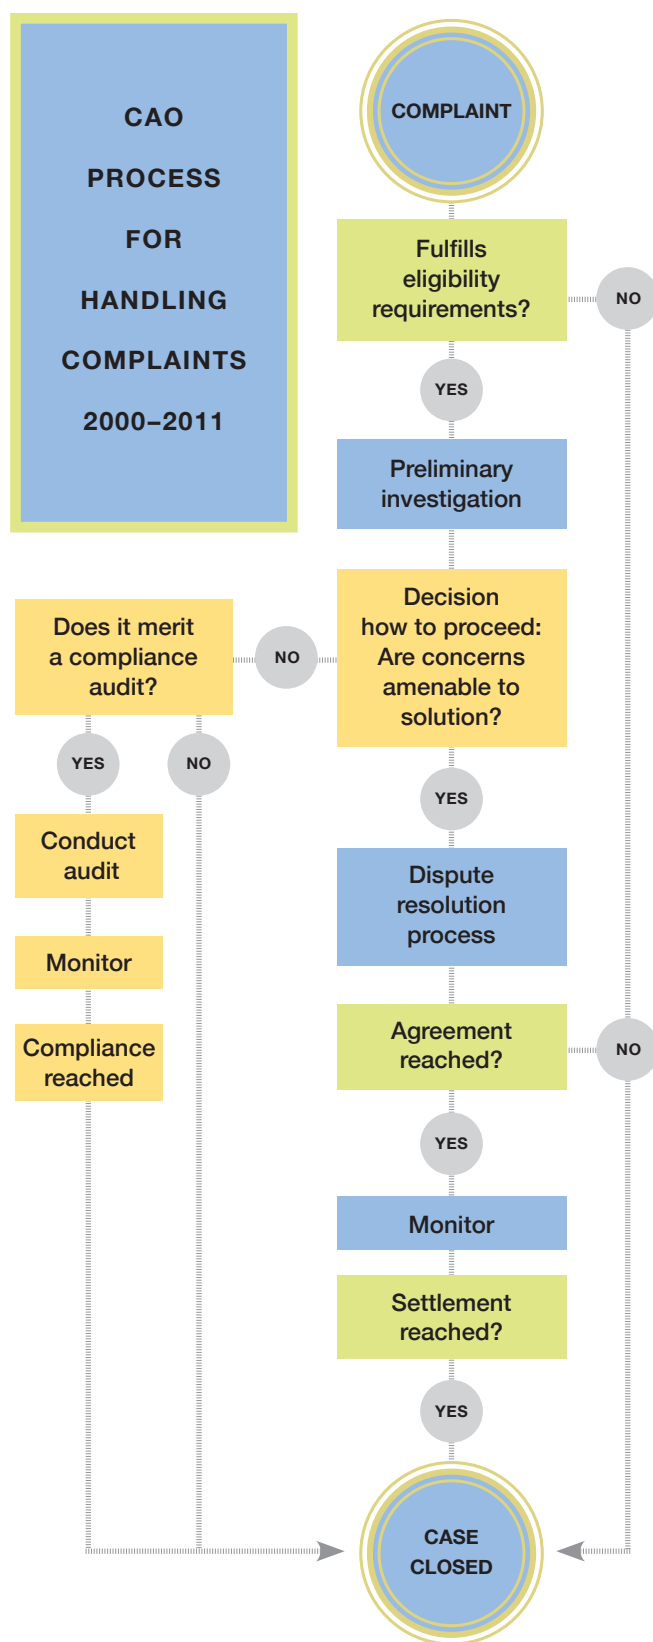 CAO
PROCESS
FOR
HANDLING
COMPLAINTS
2000–2011
COMPLAINT
Fulfills
eligibility
requirements?
NO
YES
Preliminary
investigation
Decision
how to proceed:
Are concerns
amenable to
solution?
NO
Does it merit
a compliance
audit?
YES
NO
Conduct
audit
Monitor
Compliance
reached
YES
Dispute
resolution
process
Agreement
reached?
NO
YES
Monitor
Settlement
reached?
YES
CASE
CLOSED